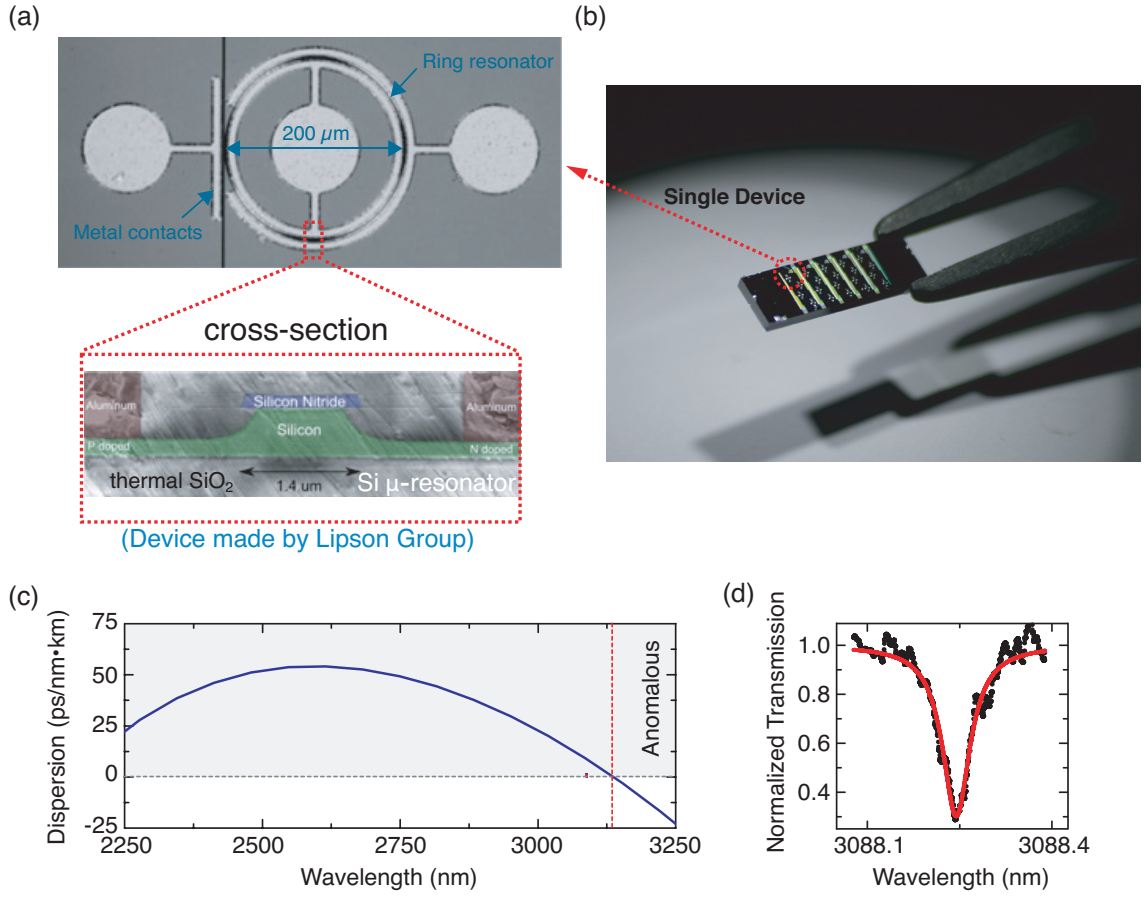 (a)
Ring resonator
200 µm
Metal contacts
(b)
Single Device
cross-section
Silicon Nitride
Aluminum
Aluminum
Silicon
P doped
N doped
thermal SiO₂
1.4 um
Si µ-resonator
(Device made by Lipson Group)
(c)
75
50
25
0
-25
Dispersion (ps/nm•km)
Anomalous
2250
2500
2750
3000
3250
Wavelength (nm)
(d)
1.0
0.8
0.6
0.4
Normalized Transmission
3088.1
3088.4
Wavelength (nm)